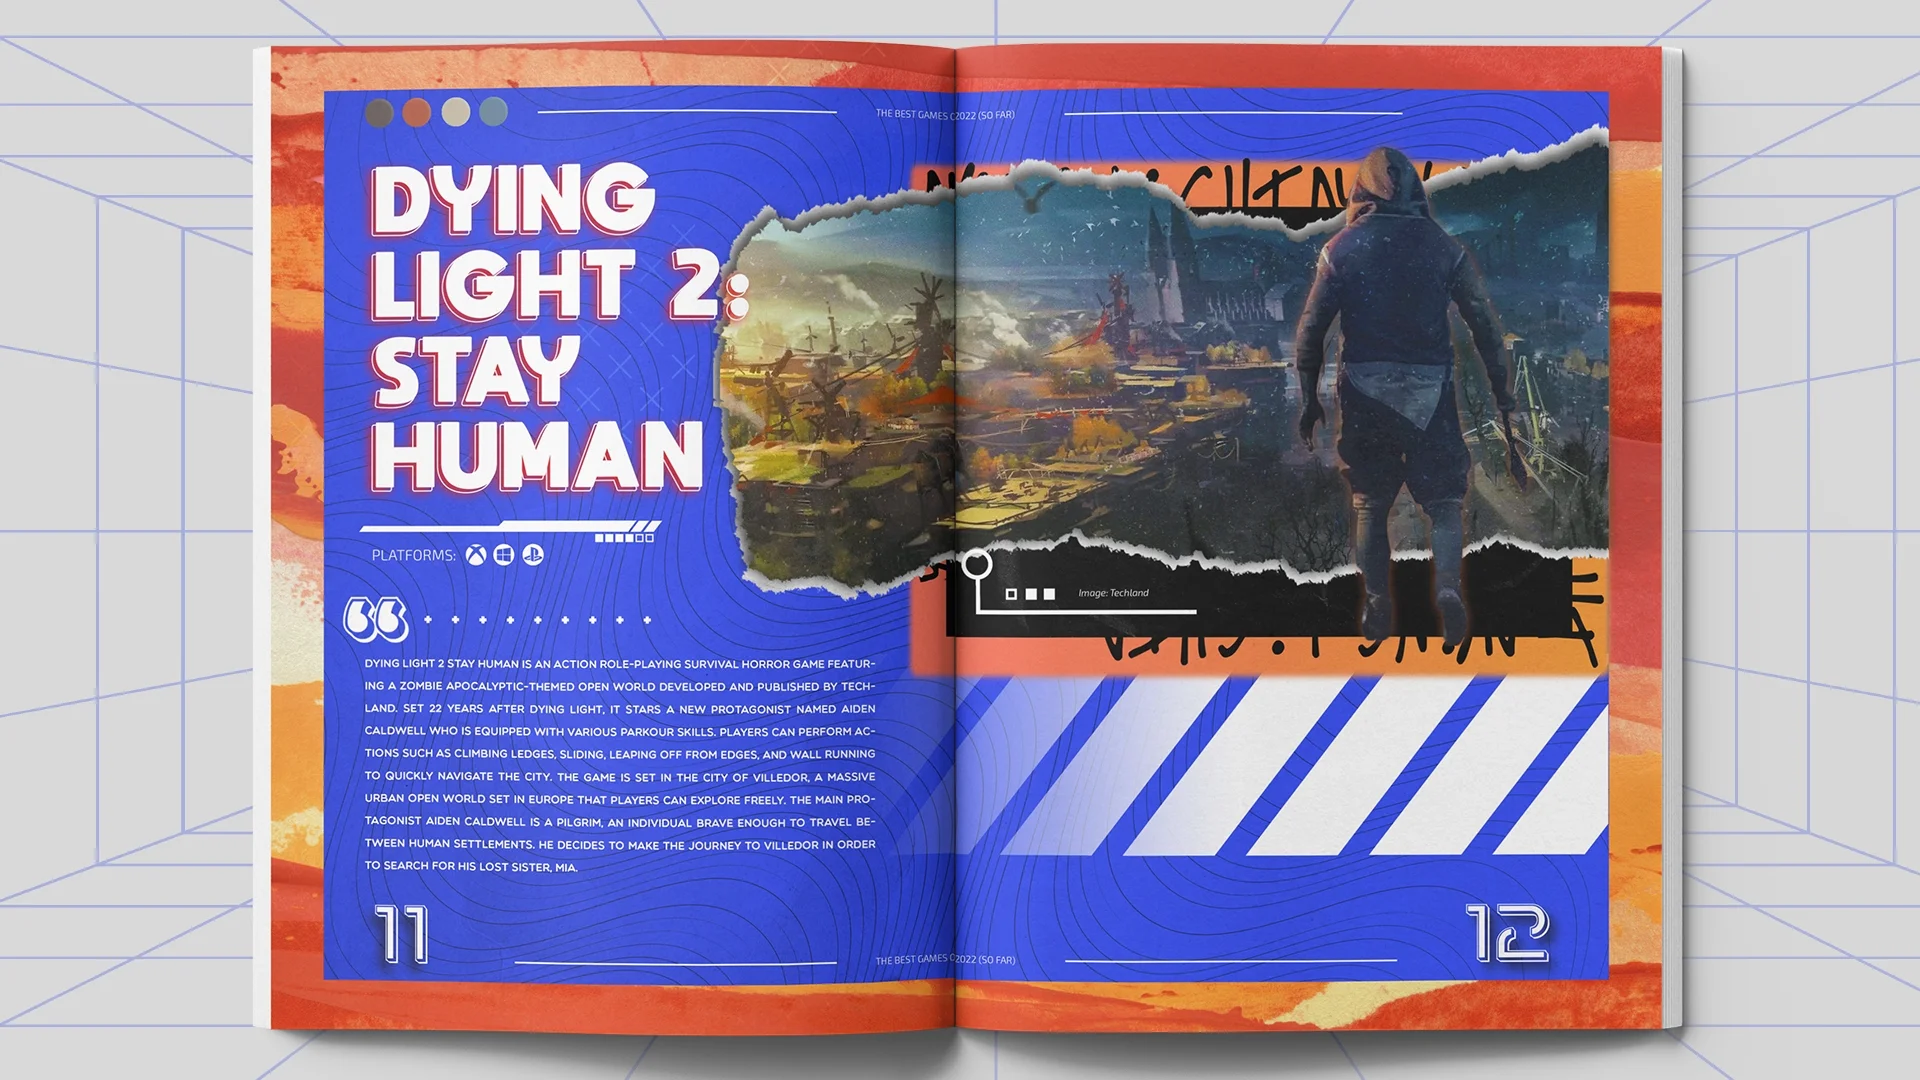 THE BEST GAMES 2022 (SO FAR)
DYING
LIGHT 2:
STAY
HUMAN
PLATFORMS:
Image: Techland
DYING LIGHT 2 STAY HUMAN IS AN ACTION ROLE-PLAYING SURVIVAL HORROR GAME FEATUR-
ING A ZOMBIE APOCALYPTIC-THEMED OPEN WORLD DEVELOPED AND PUBLISHED BY TECH-
LAND. SET 22 YEARS AFTER DYING LIGHT, IT STARS A NEW PROTAGONIST NAMED AIDEN
CALDWELL WHO IS EQUIPPED WITH VARIOUS PARKOUR SKILLS. PLAYERS CAN PERFORM AC-
TIONS SUCH AS CLIMBING LEDGES, SLIDING, LEAPING OFF FROM EDGES, AND WALL RUNNING
TO QUICKLY NAVIGATE THE CITY. THE GAME IS SET IN THE CITY OF VILLEDOR, A MASSIVE
URBAN OPEN WORLD SET IN EUROPE THAT PLAYERS CAN EXPLORE FREELY. THE MAIN PRO-
TAGONIST AIDEN CALDWELL IS A PILGRIM, AN INDIVIDUAL BRAVE ENOUGH TO TRAVEL BE-
TWEEN HUMAN SETTLEMENTS. HE DECIDES TO MAKE THE JOURNEY TO VILLEDOR IN ORDER
TO SEARCH FOR HIS LOST SISTER, MIA.
11
THE BEST GAMES 2022 (SO FAR)
12